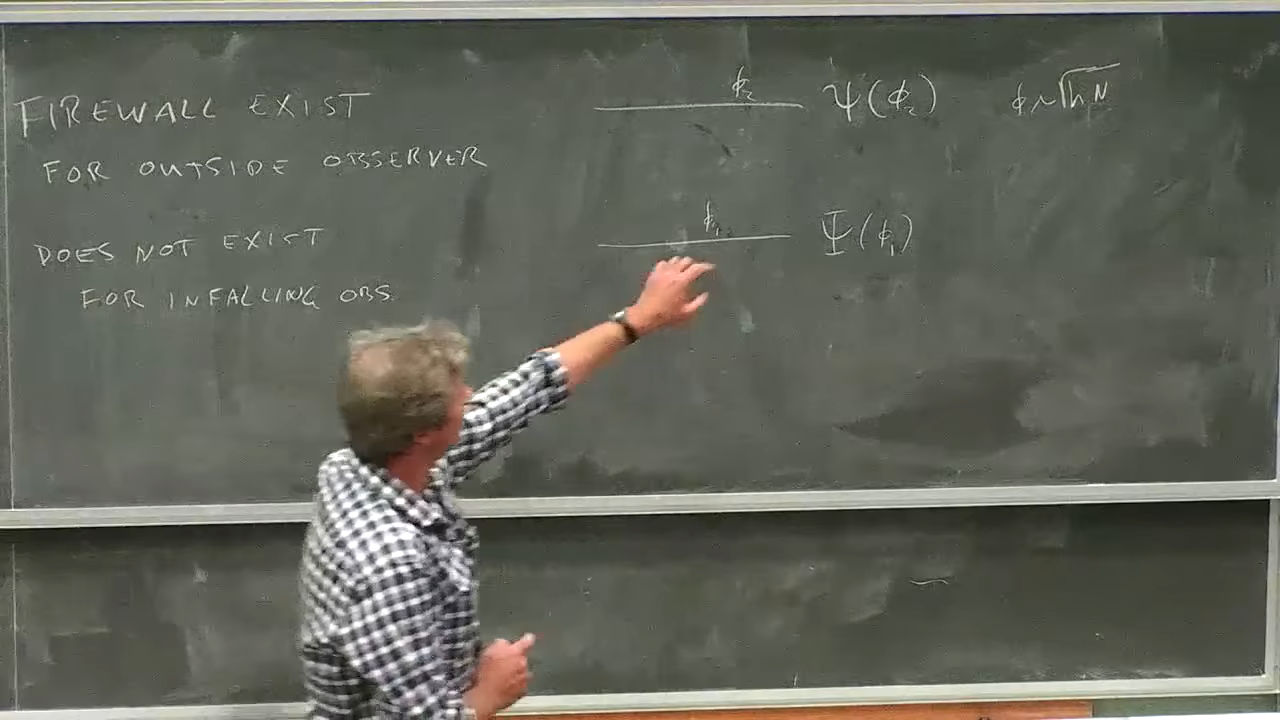 FIREWALL EXIST
FOR OUTSIDE OBSERVER
DOES NOT EXIST
FOR INFALLING OBS.
ϕ₂ Ψ(ϕ₂) ϕ~√ħN
ϕ₁ Ψ(ϕ₁)